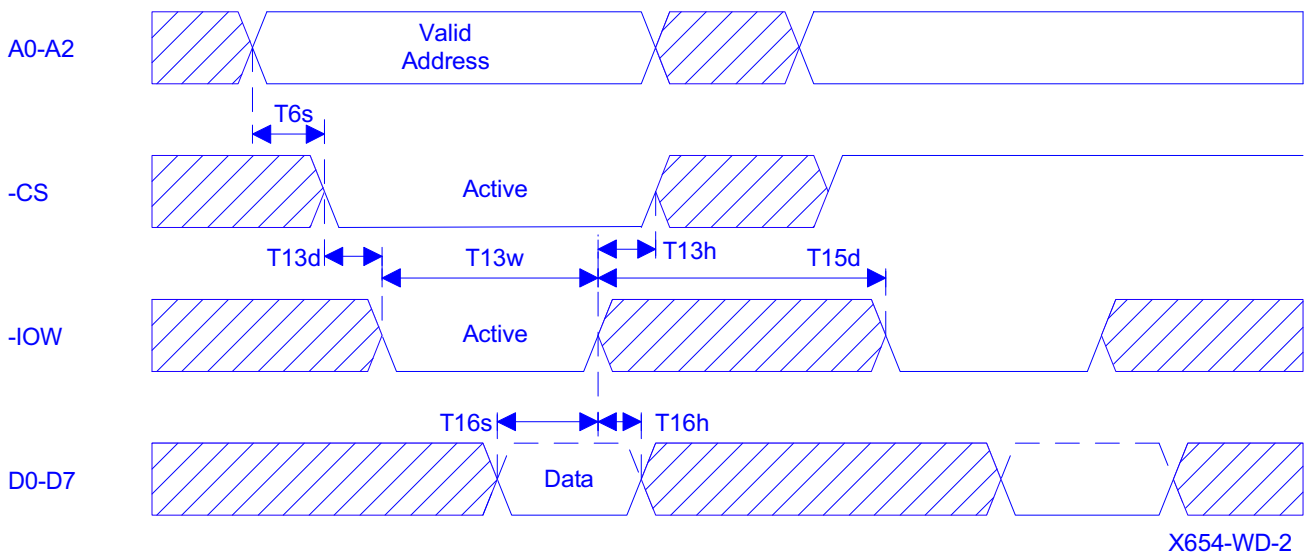 A0-A2
Valid
Address
T6s
-CS
Active
T13d
T13w
T13h
T15d
-IOW
Active
T16s
T16h
D0-D7
Data
X654-WD-2